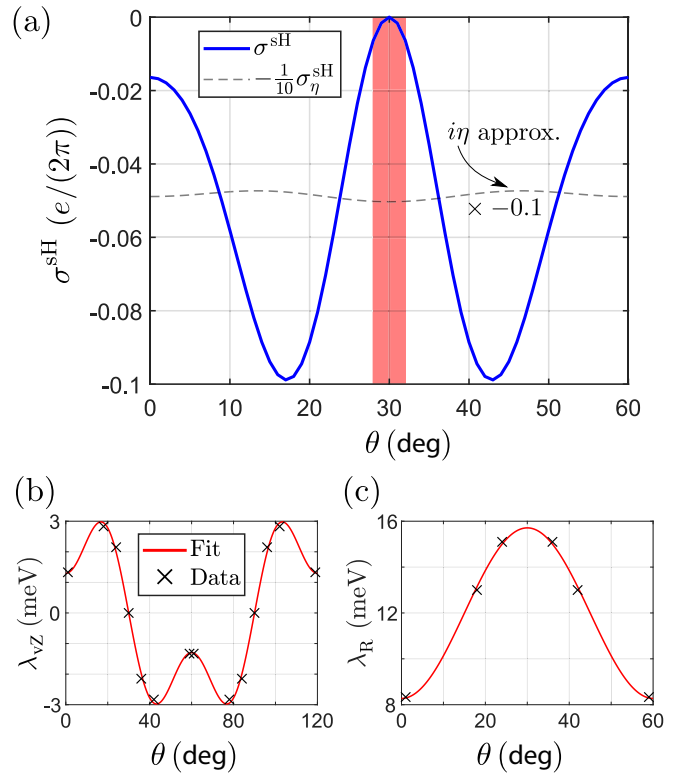 (a)
σ^sH
−1/10 σ_η^sH
iη approx.
× −0.1
0
-0.02
-0.04
-0.06
-0.08
-0.1
σ^sH (e/(2π))
0 10 20 30 40 50 60
θ (deg)
(b)
3
0
-3
λ_vZ (meV)
Fit
Data
0 40 80 120
θ (deg)
(c)
16
12
8
λ_R (meV)
0 20 40 60
θ (deg)